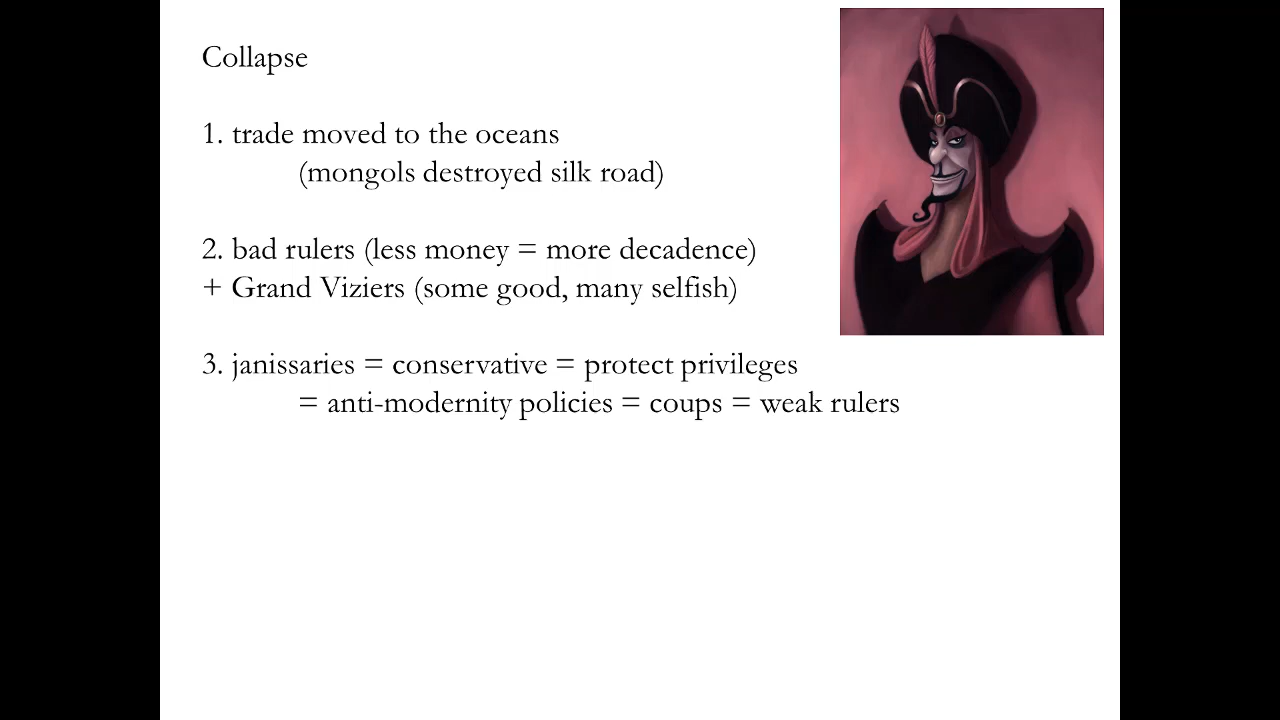 Collapse
1. trade moved to the oceans
(mongols destroyed silk road)
2. bad rulers (less money = more decadence)
+ Grand Viziers (some good, many selfish)
3. janissaries = conservative = protect privileges
= anti-modernity policies = coups = weak rulers